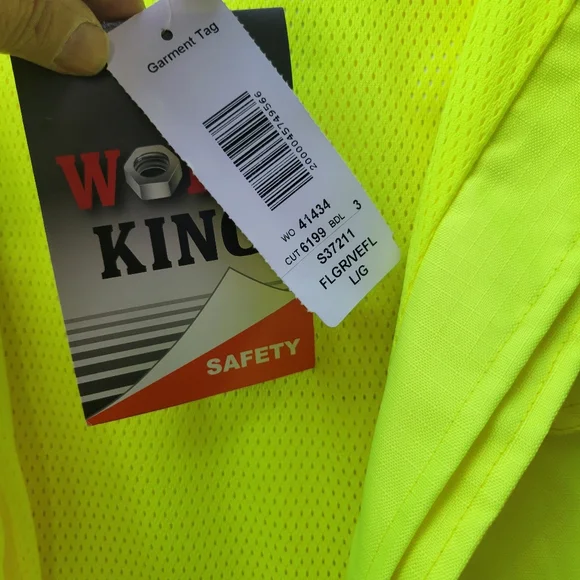 Garment Tag
2000045749566
WO 41434
CUT 6199 BDL 3
S37211
FLGR/VEFL
L/G
KING
SAFETY